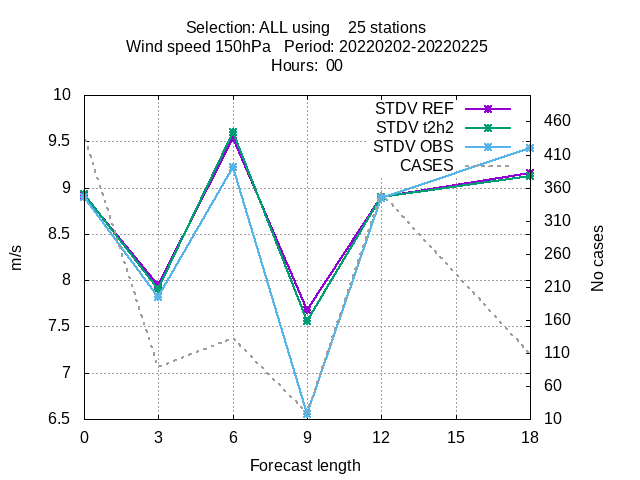 Selection: ALL using    25 stations
Wind speed 150hPa   Period: 20220202-20220225
Hours:  00
STDV REF
STDV t2h2
STDV OBS
CASES
10
9.5
9
8.5
8
7.5
7
6.5
m/s
460
410
360
310
260
210
160
110
60
10
No cases
0 3 6 9 12 15 18
Forecast length